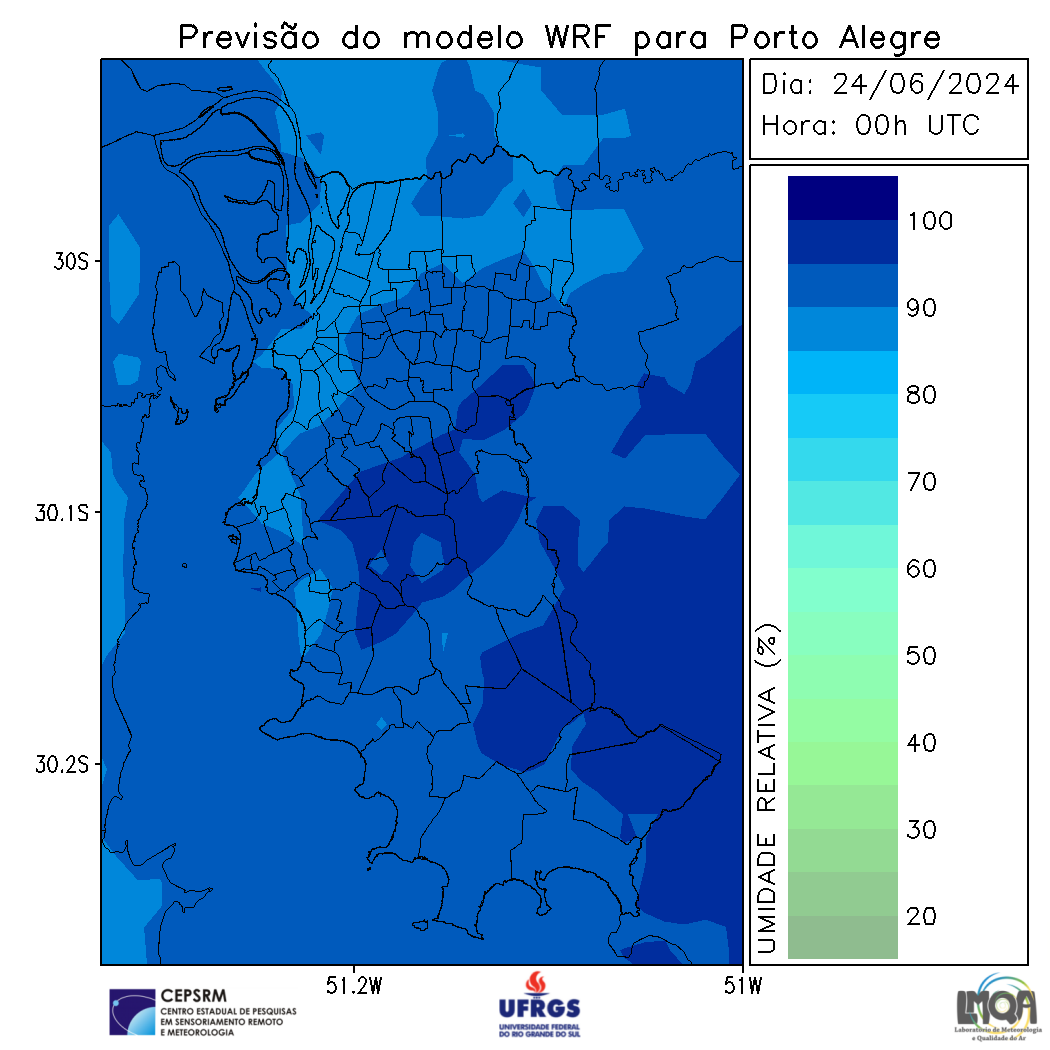 Previsão do modelo WRF para Porto Alegre
Dia: 24/06/2024
Hora: 00h UTC
30S
30.1S
30.2S
51.2W
51W
UMIDADE RELATIVA (%)
100
90
80
70
60
50
40
30
20
CEPSRM
CENTRO ESTADUAL DE PESQUISAS
EM SENSORIAMENTO REMOTO
E METEOROLOGIA
UFRGS
UNIVERSIDADE FEDERAL
DO RIO GRANDE DO SUL
LMQA
Laboratório de Meteorologia
e Qualidade do Ar